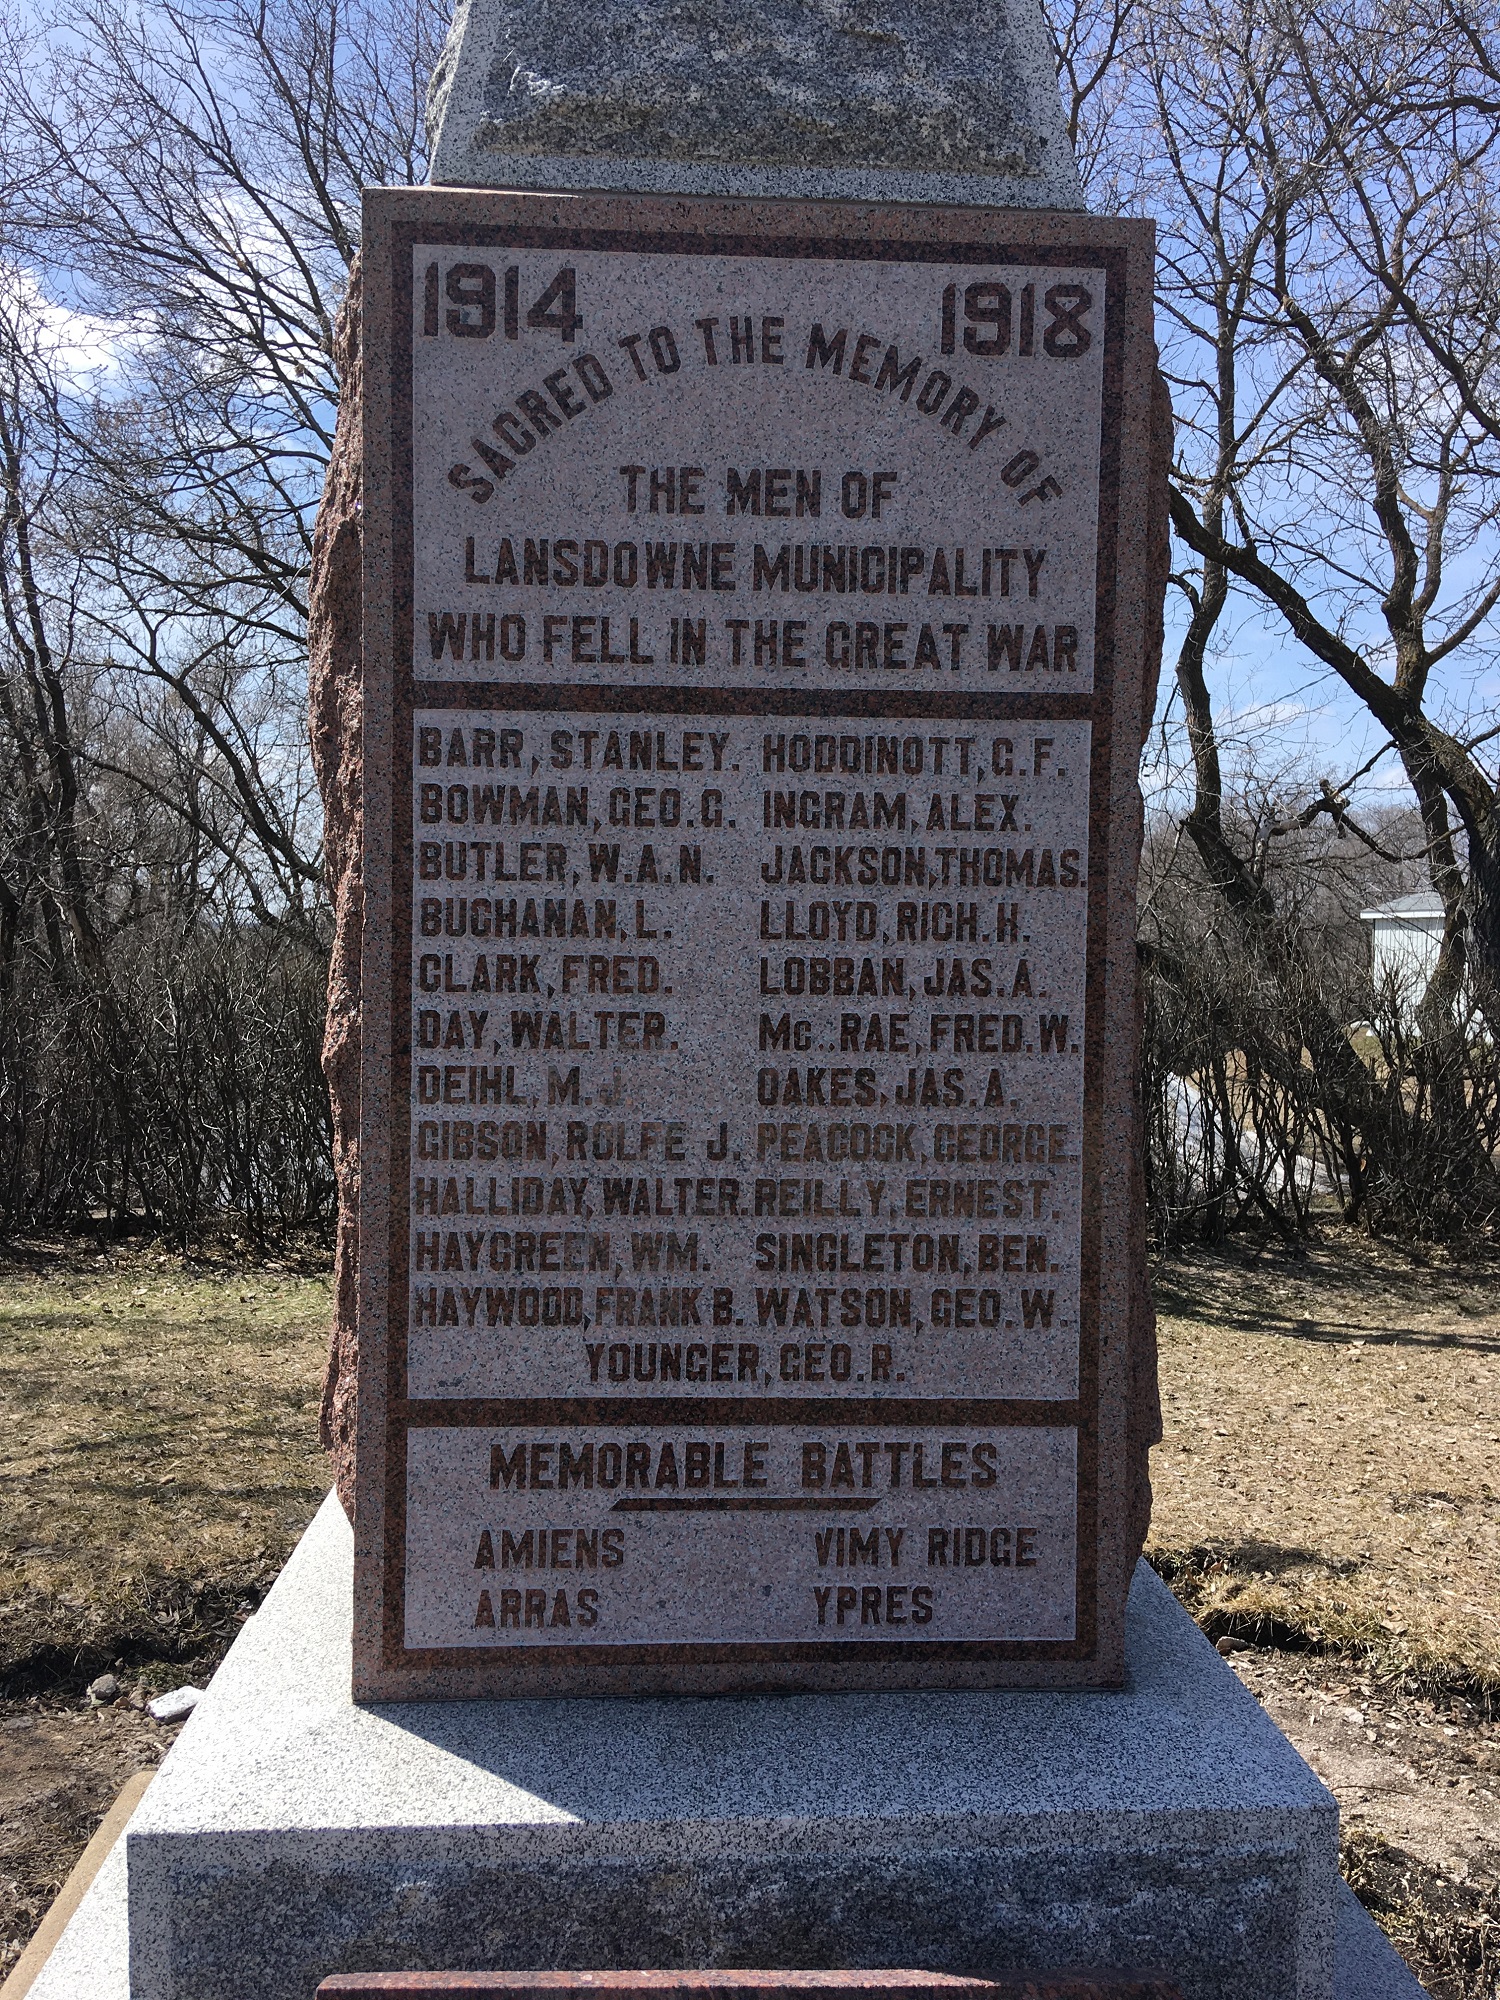 1914 1918
SACRED TO THE MEMORY OF
THE MEN OF
LANSDOWNE MUNICIPALITY
WHO FELL IN THE GREAT WAR
BARR, STANLEY.
BOWMAN, GEO. G.
BUTLER, W. A. N.
BUCHANAN, L.
CLARK, FRED.
DAY, WALTER.
DEIHL, M. J.
GIBSON, ROLFE J.
HALLIDAY, WALTER.
HAYGREEN, WM.
HAYWOOD, FRANK B.
HODDINOTT, G. F.
INGRAM, ALEX.
JACKSON, THOMAS.
LLOYD, RICH. H.
LOBBAN, JAS. A.
Mc. RAE, FRED. W.
OAKES, JAS. A.
PEACOCK, GEORGE.
REILLY, ERNEST.
SINGLETON, BEN.
WATSON, GEO. W.
YOUNGER, GEO. R.
MEMORABLE BATTLES
AMIENS
ARRAS
VIMY RIDGE
YPRES